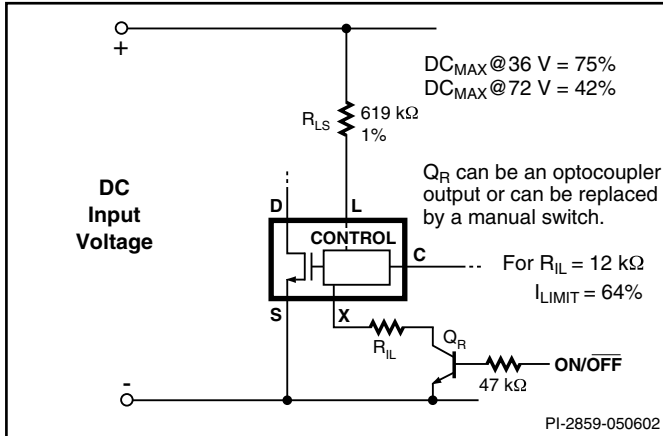 +
DC_MAX@36 V = 75%
DC_MAX@72 V = 42%
R_LS
619 kΩ
1%
Q_R can be an optocoupler
output or can be replaced
by a manual switch.
DC
Input
Voltage
D
L
CONTROL
C
For R_IL = 12 kΩ
I_LIMIT = 64%
S
X
R_IL
Q_R
47 kΩ
ON/O̅F̅F̅
-
PI-2859-050602